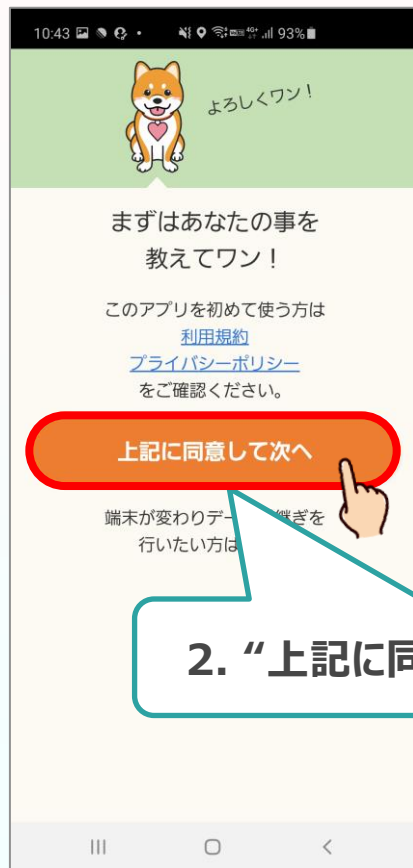 10:43
4G+
93%
よろしくワン！
まずはあなたの事を
教えてワン！
このアプリを初めて使う方は
利用規約
プライバシーポリシー
をご確認ください。
上記に同意して次へ
端末が変わりデー 継ぎを
行いたい方は
2. “上記に同